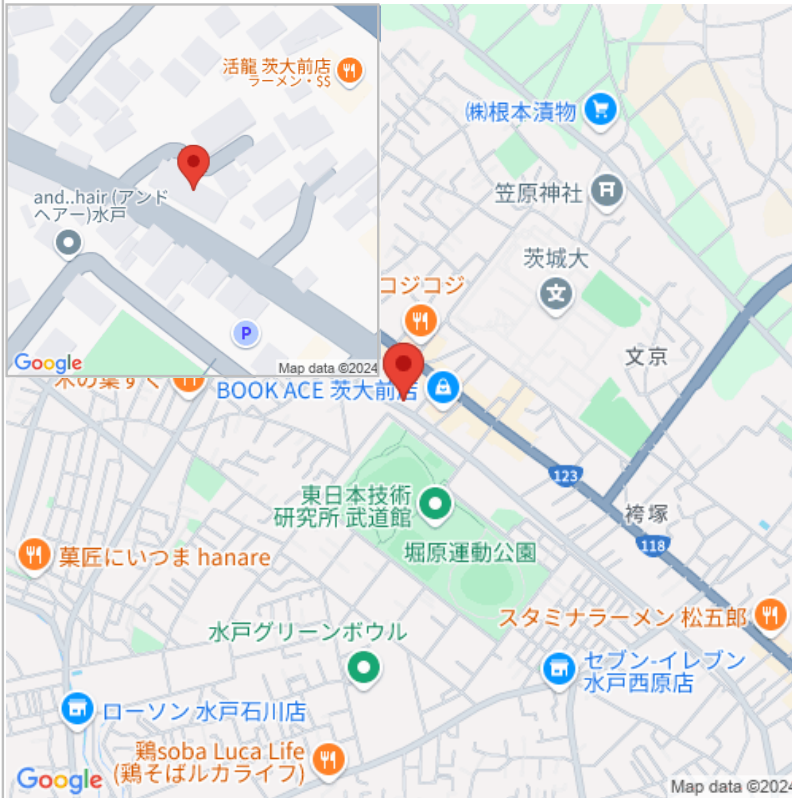 活龍 茨大前店
ラーメン・$$
and..hair (アンド
ヘアー)水戸
P
Google
Map data ©2024
㈱根本漬物
笠原神社
茨城大
文
コジコジ
文京
BOOK ACE 茨大前店
123
東日本技術
研究所 武道館
袴塚
118
堀原運動公園
菓匠にいつま hanare
スタミナラーメン 松五郎
水戸グリーンボウル
セブン-イレブン
水戸西原店
ローソン 水戸石川店
鶏soba Luca Life
(鶏そばルカライフ)
Google
Map data ©2024